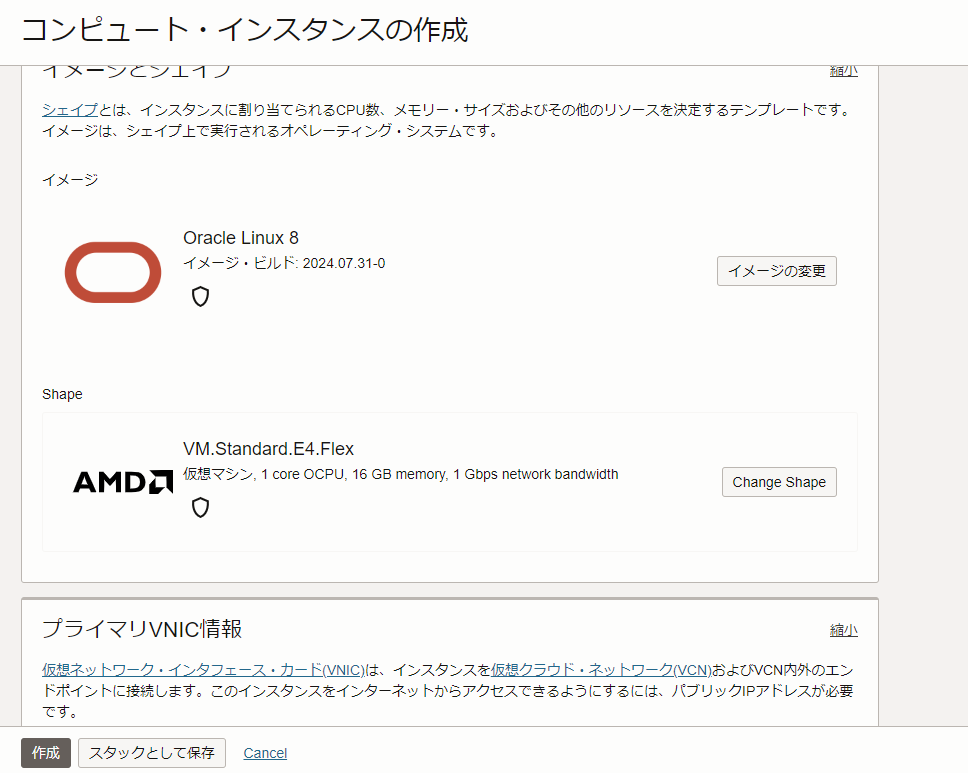 コンピュート・インスタンスの作成
イメージとシェイプ
縮小
シェイプとは、インスタンスに割り当てられるCPU数、メモリー・サイズおよびその他のリソースを決定するテンプレートです。
イメージは、シェイプ上で実行されるオペレーティング・システムです。
イメージ
Oracle Linux 8
イメージ・ビルド: 2024.07.31-0
イメージの変更
Shape
AMD
VM.Standard.E4.Flex
仮想マシン, 1 core OCPU, 16 GB memory, 1 Gbps network bandwidth
Change Shape
プライマリVNIC情報
縮小
仮想ネットワーク・インタフェース・カード(VNIC)は、インスタンスを仮想クラウド・ネットワーク(VCN)およびVCN内外のエン
ドポイントに接続します。このインスタンスをインターネットからアクセスできるようにするには、パブリックIPアドレスが必要
です。
作成
スタックとして保存
Cancel